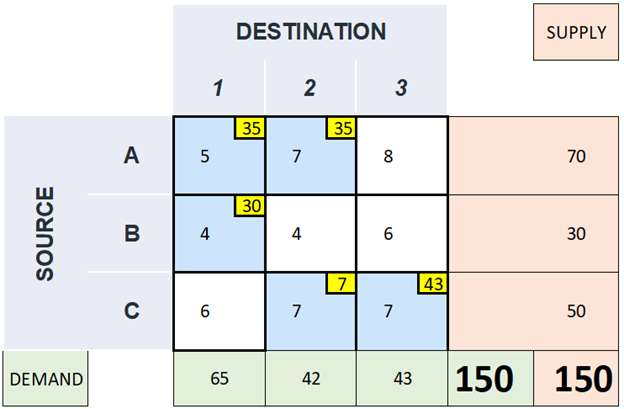 DESTINATION
SUPPLY
1 2 3
SOURCE
35 35
A 5 7 8 70
30
B 4 4 6 30
7 43
C 6 7 7 50
DEMAND 65 42 43 150 150